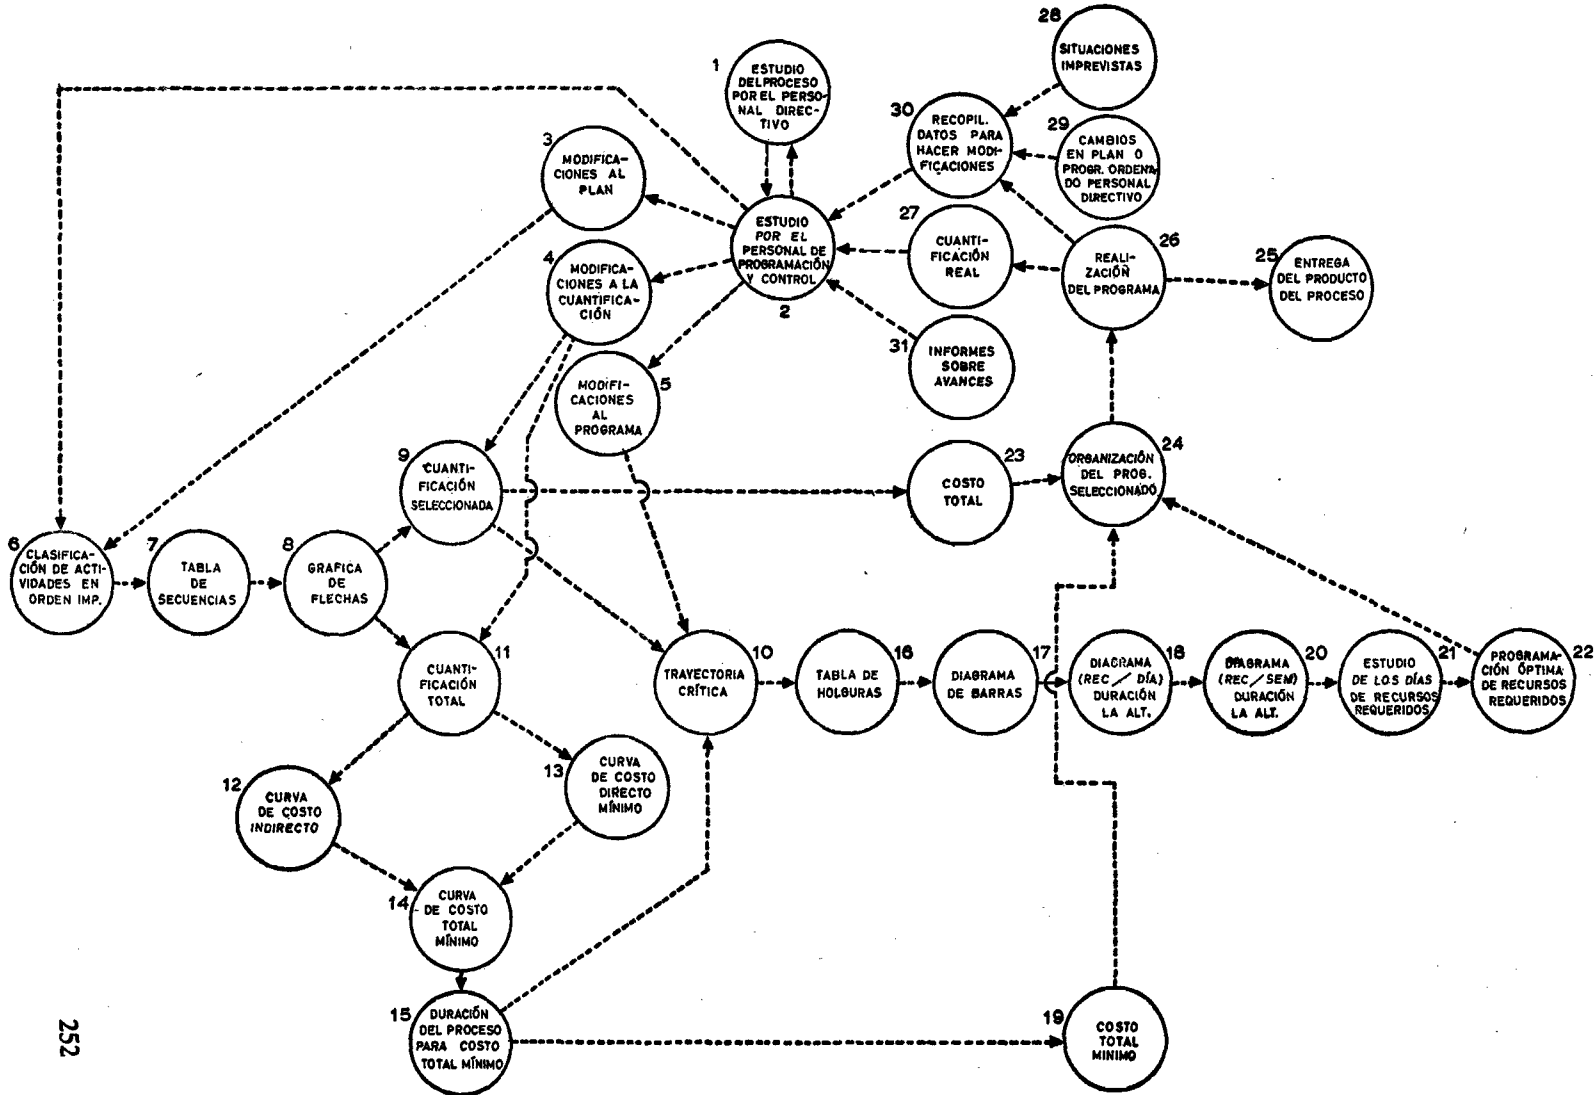 1
ESTUDIO
DEL PROCESO
POR EL PERSO-
NAL DIREC-
TIVO
28
SITUACIONES
IMPREVISTAS
30
RECOPIL.
DATOS PARA
HACER MODI-
FICACIONES
29
CAMBIOS
EN PLAN O
PROGR. ORDENA-
DO PERSONAL
DIRECTIVO
3
MODIFICA-
CIONES AL
PLAN
ESTUDIO
POR EL
PERSONAL DE
PROGRAMACIÓN
Y CONTROL
2
27
CUANTI-
FICACIÓN
REAL
26
REALI-
ZACIÓN
DEL PROGRAMA
25
ENTREGA
DEL PRODUCTO
DEL PROCESO
4
MODIFICA-
CIONES A LA
CUANTIFICA-
CIÓN
31
INFORMES
SOBRE
AVANCES
5
MODIFI-
CACIONES
AL
PROGRAMA
9
CUANTI-
FICACIÓN
SELECCIONADA
23
COSTO
TOTAL
24
ORGANIZACIÓN
DEL PROG.
SELECCIONADO
6
CLASIFICA-
CIÓN DE ACTI-
VIDADES EN
ORDEN IMP.
7
TABLA
DE
SECUENCIAS
8
GRAFICA
DE
FLECHAS
11
CUANTI-
FICACIÓN
TOTAL
10
TRAYECTORIA
CRÍTICA
16
TABLA DE
HOLGURAS
17
DIAGRAMA
DE BARRAS
18
DIAGRAMA
(REC/DÍA)
DURACIÓN
LA ALT.
20
DIAGRAMA
(REC/SEM)
DURACIÓN
LA ALT.
21
ESTUDIO
DE LOS DÍAS
DE RECURSOS
REQUERIDOS
22
PROGRAMA-
CIÓN ÓPTIMA
DE RECURSOS
REQUERIDOS
12
CURVA
DE COSTO
INDIRECTO
13
CURVA
DE COSTO
DIRECTO
MÍNIMO
14
CURVA
DE COSTO
TOTAL
MÍNIMO
15
DURACIÓN
DEL PROCESO
PARA COSTO
TOTAL MÍNIMO
19
COSTO
TOTAL
MINIMO
252